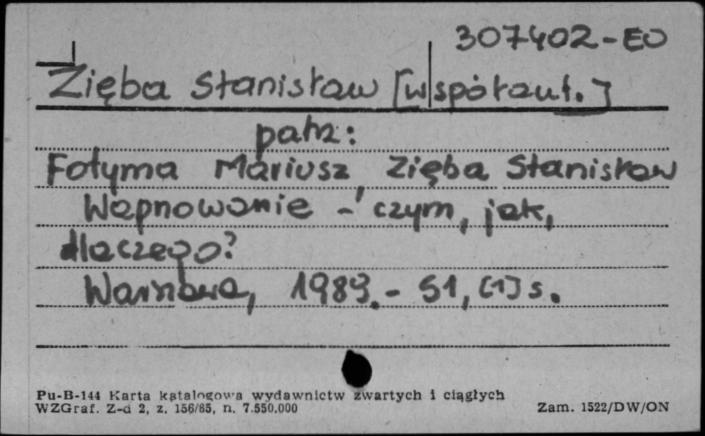 307402-EO
Zięba Stanisław [współaut.]
patrz:
Fotyma Mariusz, Zięba Stanisław
Wapnowanie - czym, jak,
dlaczego?
Warszawa, 1983. - 51, [1] s.
Pu-B-144 Karta katalogowa wydawnictw zwartych i ciągłych
WZGraf. Z-d 2, z. 156/85, n. 7.550.000
Zam. 1522/DW/ON